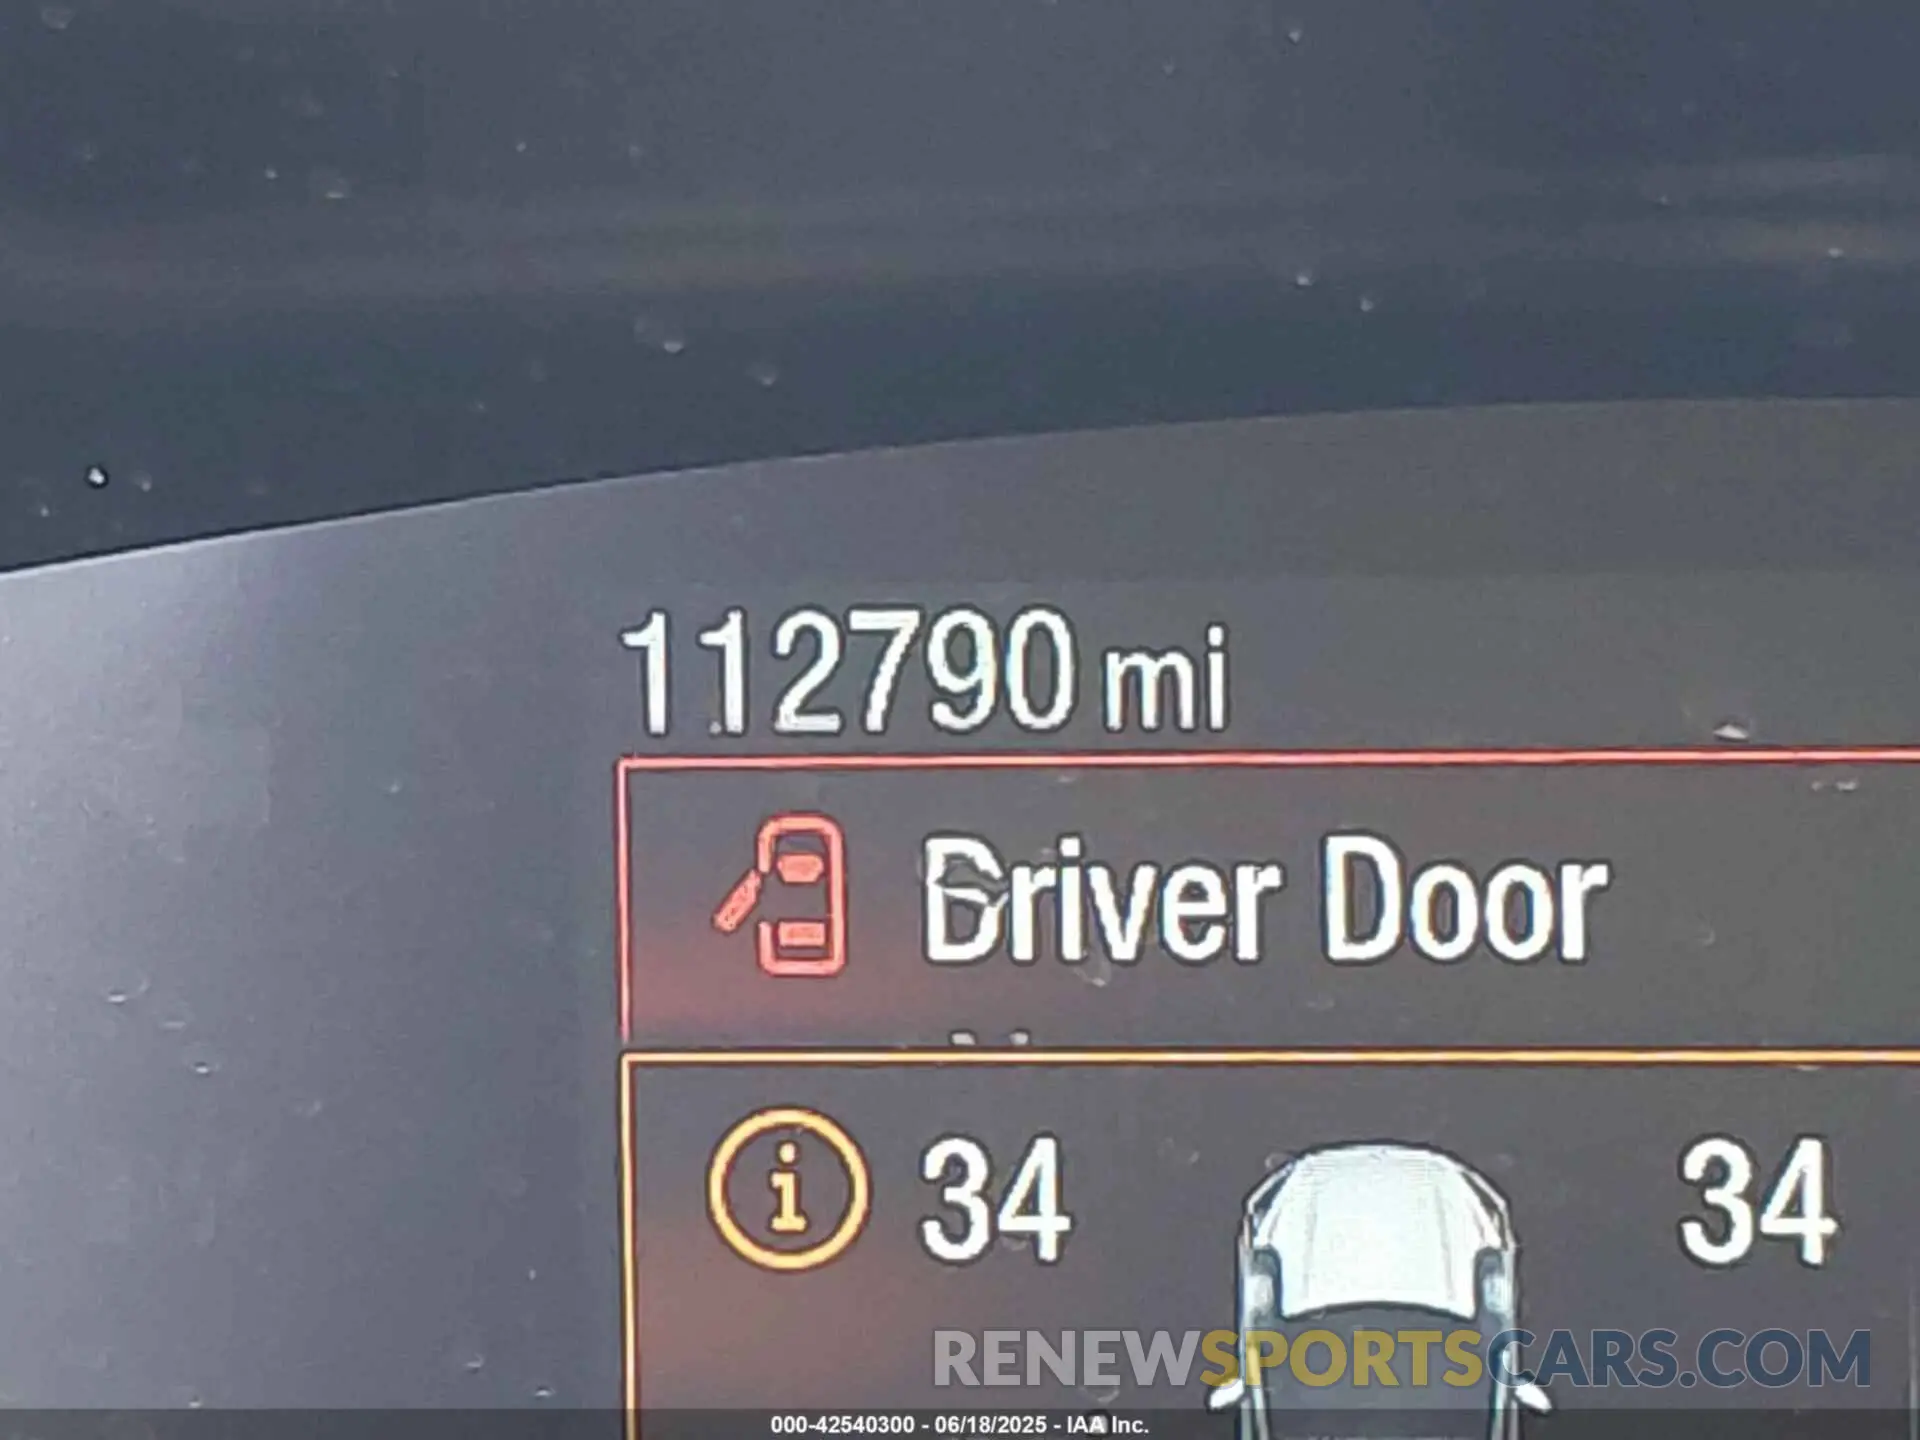 112790 mi
Driver Door
34 34
RENEWSPORTSCARS.COM
000-42540300 - 06/18/2025 - IAA Inc.